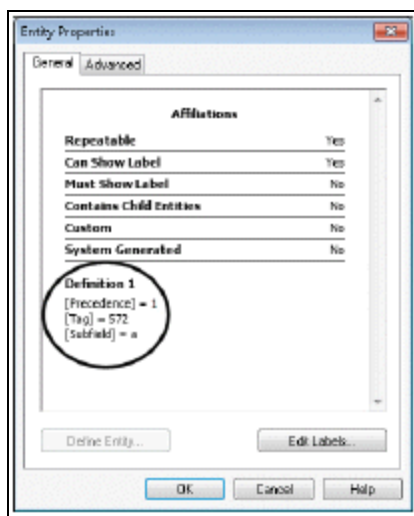 Entity Properties
General Advanced
Affiliations
Repeatable Yes
Can Show Label Yes
Must Show Label No
Contains Child Entities No
Custom No
System Generated No
Definition 1
[Precedence] = 1
[Tag] = 572
[Subfield] = a
Define Entity... Edit Labels...
OK Cancel Help